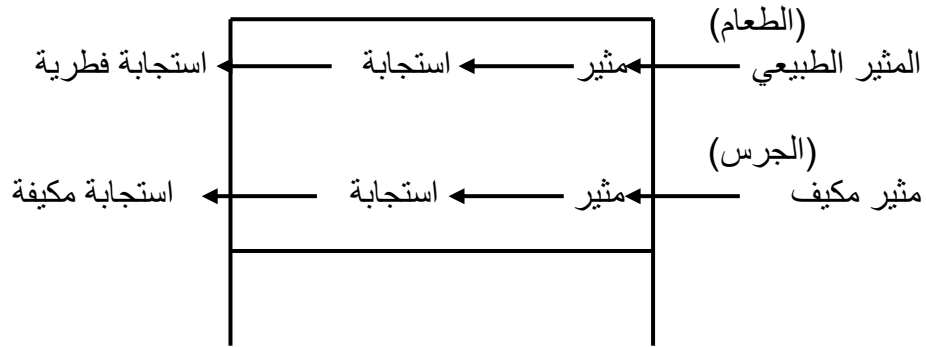 (الطعام)
المثير الطبيعي مثير استجابة استجابة فطرية
(الجرس)
مثير مكيف مثير استجابة استجابة مكيفة